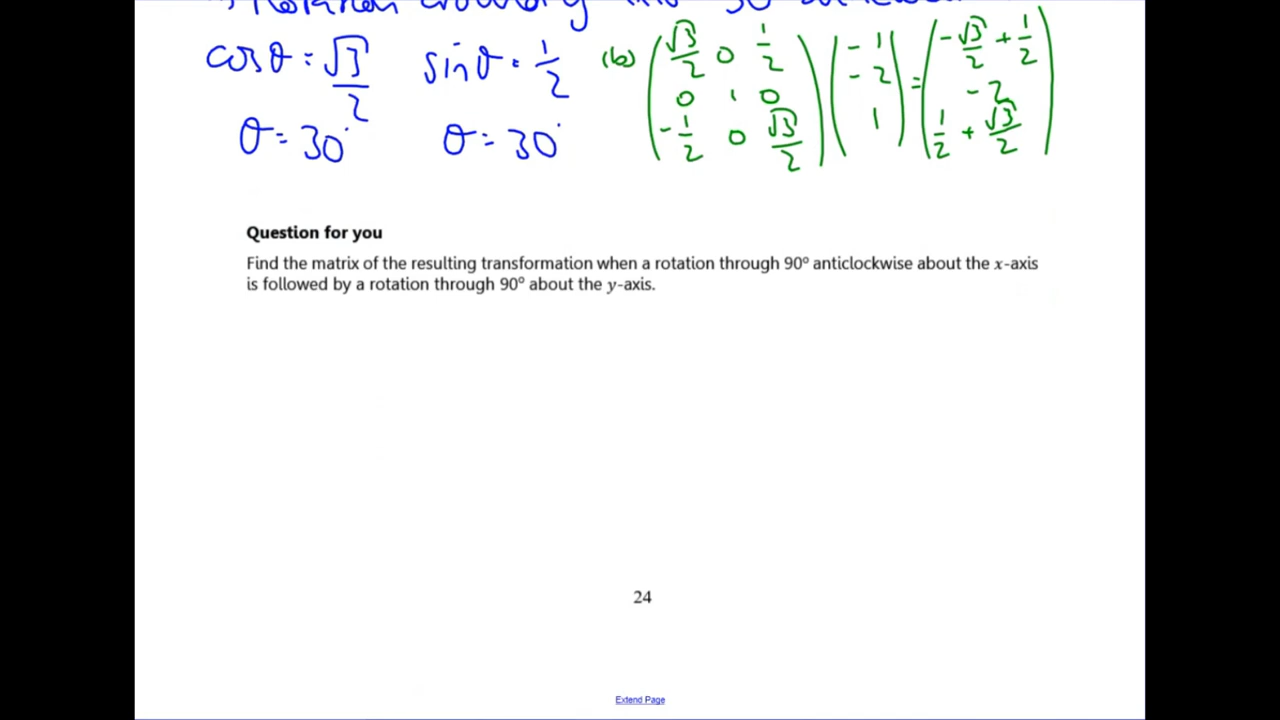 cosθ = √3/2 sinθ = 1/2 (b) (√3/2 0 1/2) (-1) = (-√3/2 + 1/2)
(0 1 0) (-2) (-2)
θ = 30° θ = 30° (-1/2 0 √3/2) (1) (1/2 + √3/2)
Question for you
Find the matrix of the resulting transformation when a rotation through 90° anticlockwise about the x-axis
is followed by a rotation through 90° about the y-axis.
24
Extend Page